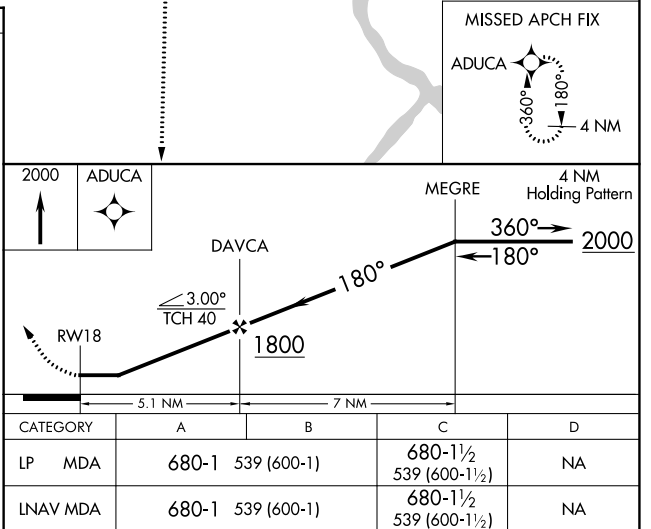 MISSED APCH FIX
ADUCA
360°
180°
4 NM
2000
ADUCA
MEGRE
4 NM
Holding Pattern
360°
2000
180°
DAVCA
180°
3.00°
TCH 40
RW18
1800
5.1 NM
7 NM
CATEGORY A B C D
LP MDA 680-1 539 (600-1) 680-1½ 539 (600-1½) NA
LNAV MDA 680-1 539 (600-1) 680-1½ 539 (600-1½) NA